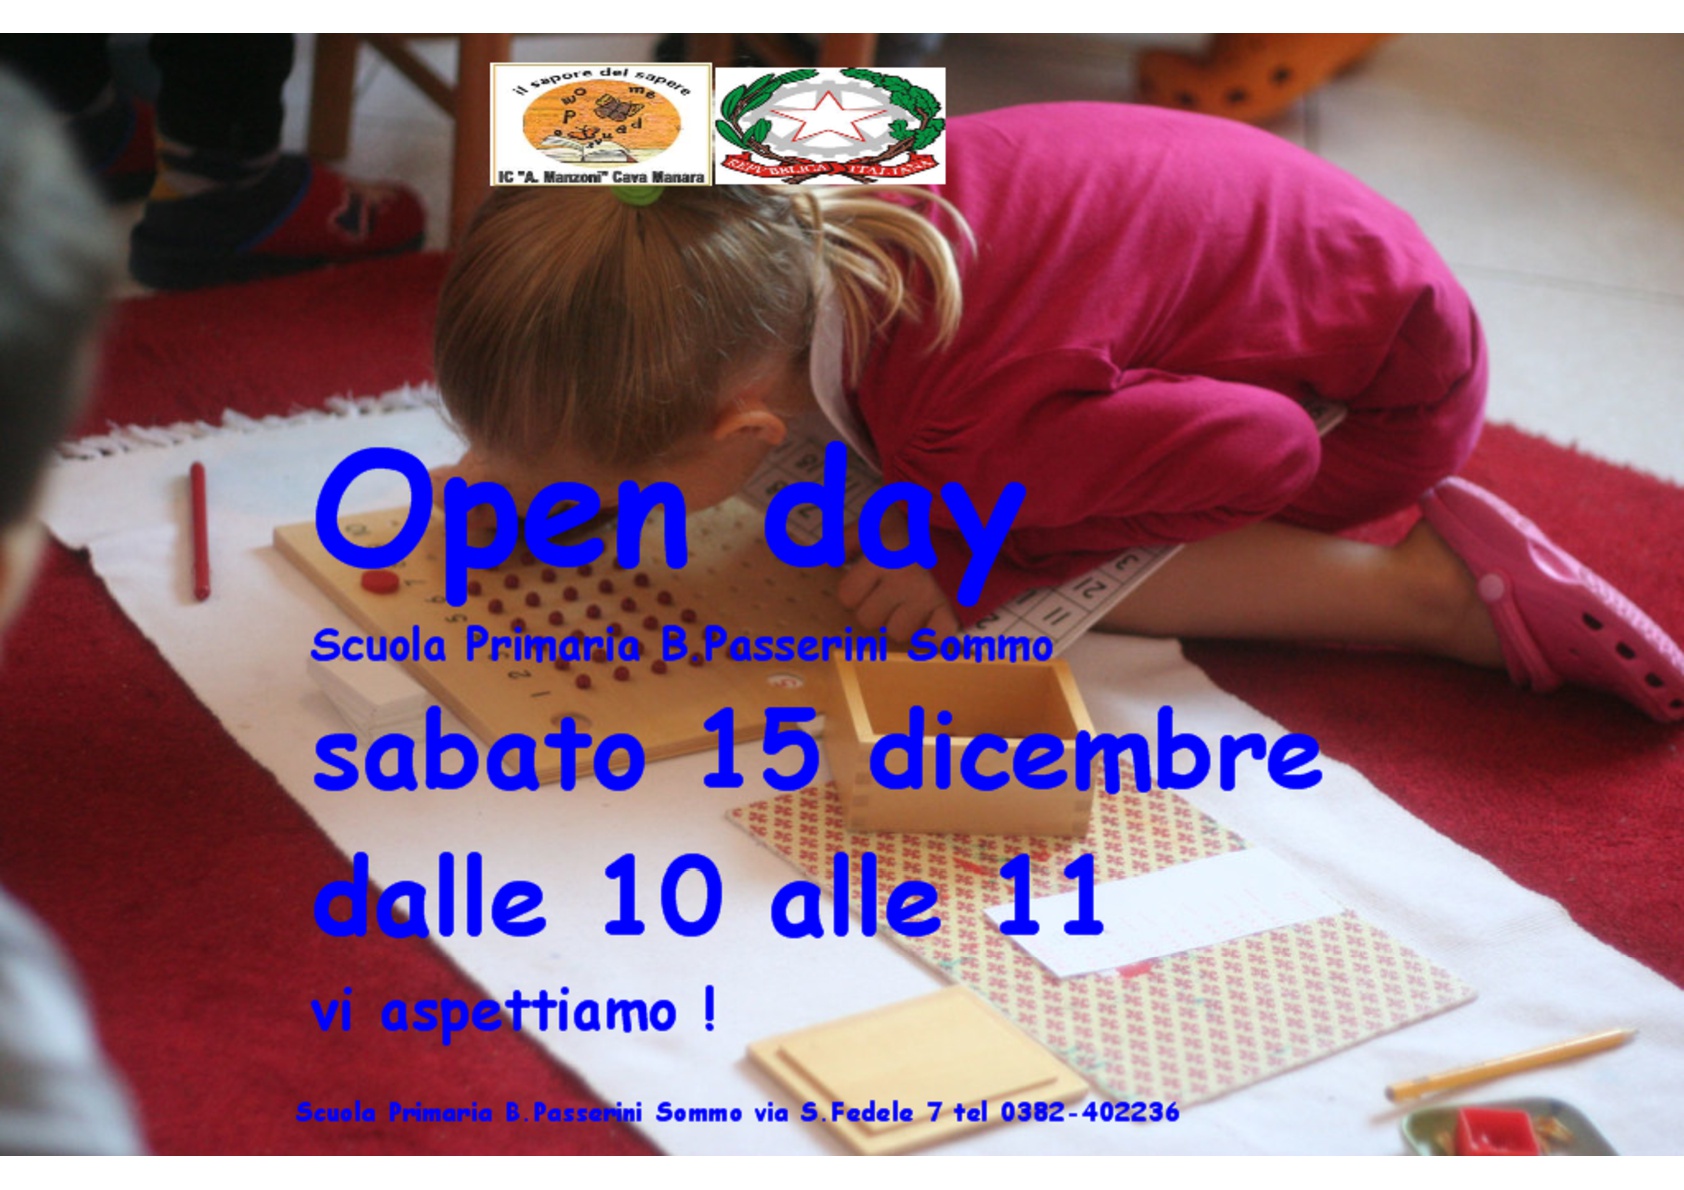 il sapore del sapere
IC "A. Manzoni" Cava Manara
REPVBBLICA ITALIANA
Open day
Scuola Primaria B.Passerini Sommo
sabato 15 dicembre
dalle 10 alle 11
vi aspettiamo !
Scuola Primaria B.Passerini Sommo via S.Fedele 7 tel 0382-402236